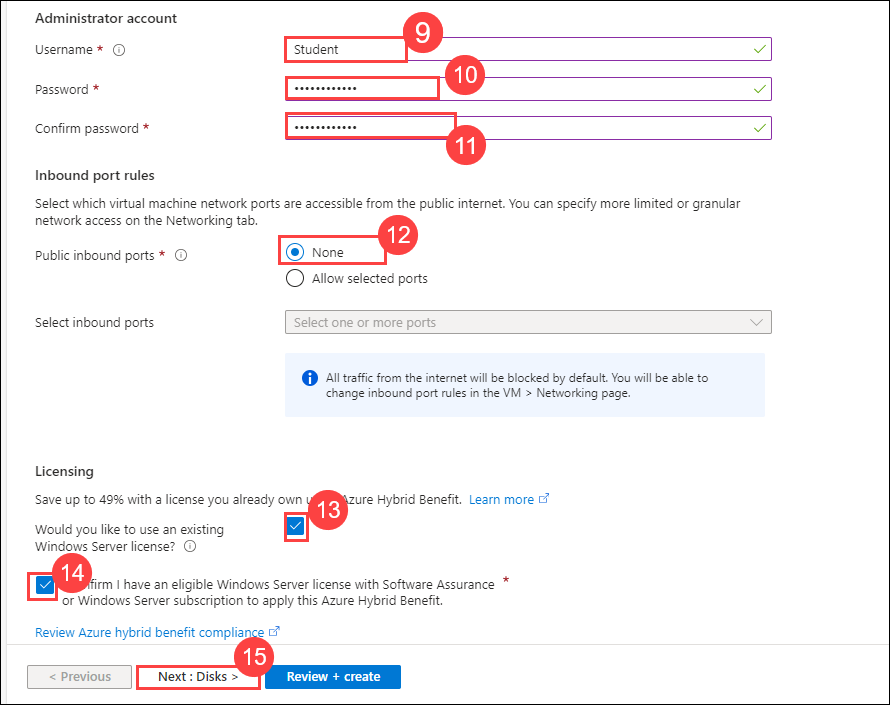 Administrator account
Username *
Student
9
Password *
••••••••••••
10
Confirm password *
••••••••••••
11
Inbound port rules
Select which virtual machine network ports are accessible from the public internet. You can specify more limited or granular
network access on the Networking tab.
Public inbound ports *
None
12
Allow selected ports
Select inbound ports
Select one or more ports
All traffic from the internet will be blocked by default. You will be able to
change inbound port rules in the VM > Networking page.
Licensing
Save up to 49% with a license you already own Azure Hybrid Benefit. Learn more
13
Would you like to use an existing
Windows Server license?
14
I have an eligible Windows Server license with Software Assurance *
or Windows Server subscription to apply this Azure Hybrid Benefit.
Review Azure hybrid benefit compliance
15
< Previous
Next : Disks >
Review + create